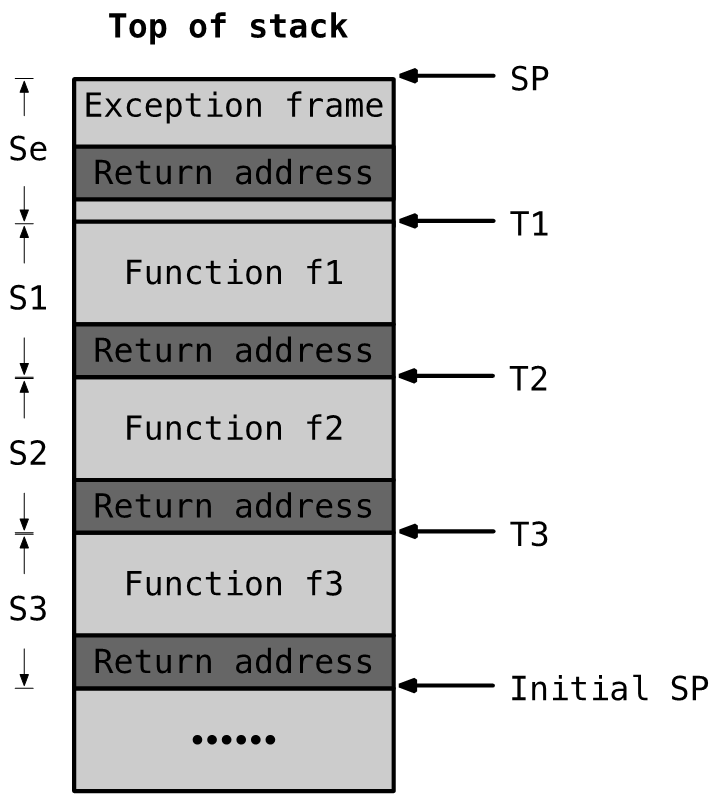 Top of stack
SP
Exception frame
Se
Return address
T1
Function f1
S1
Return address
T2
Function f2
S2
Return address
T3
Function f3
S3
Return address
Initial SP
••••••